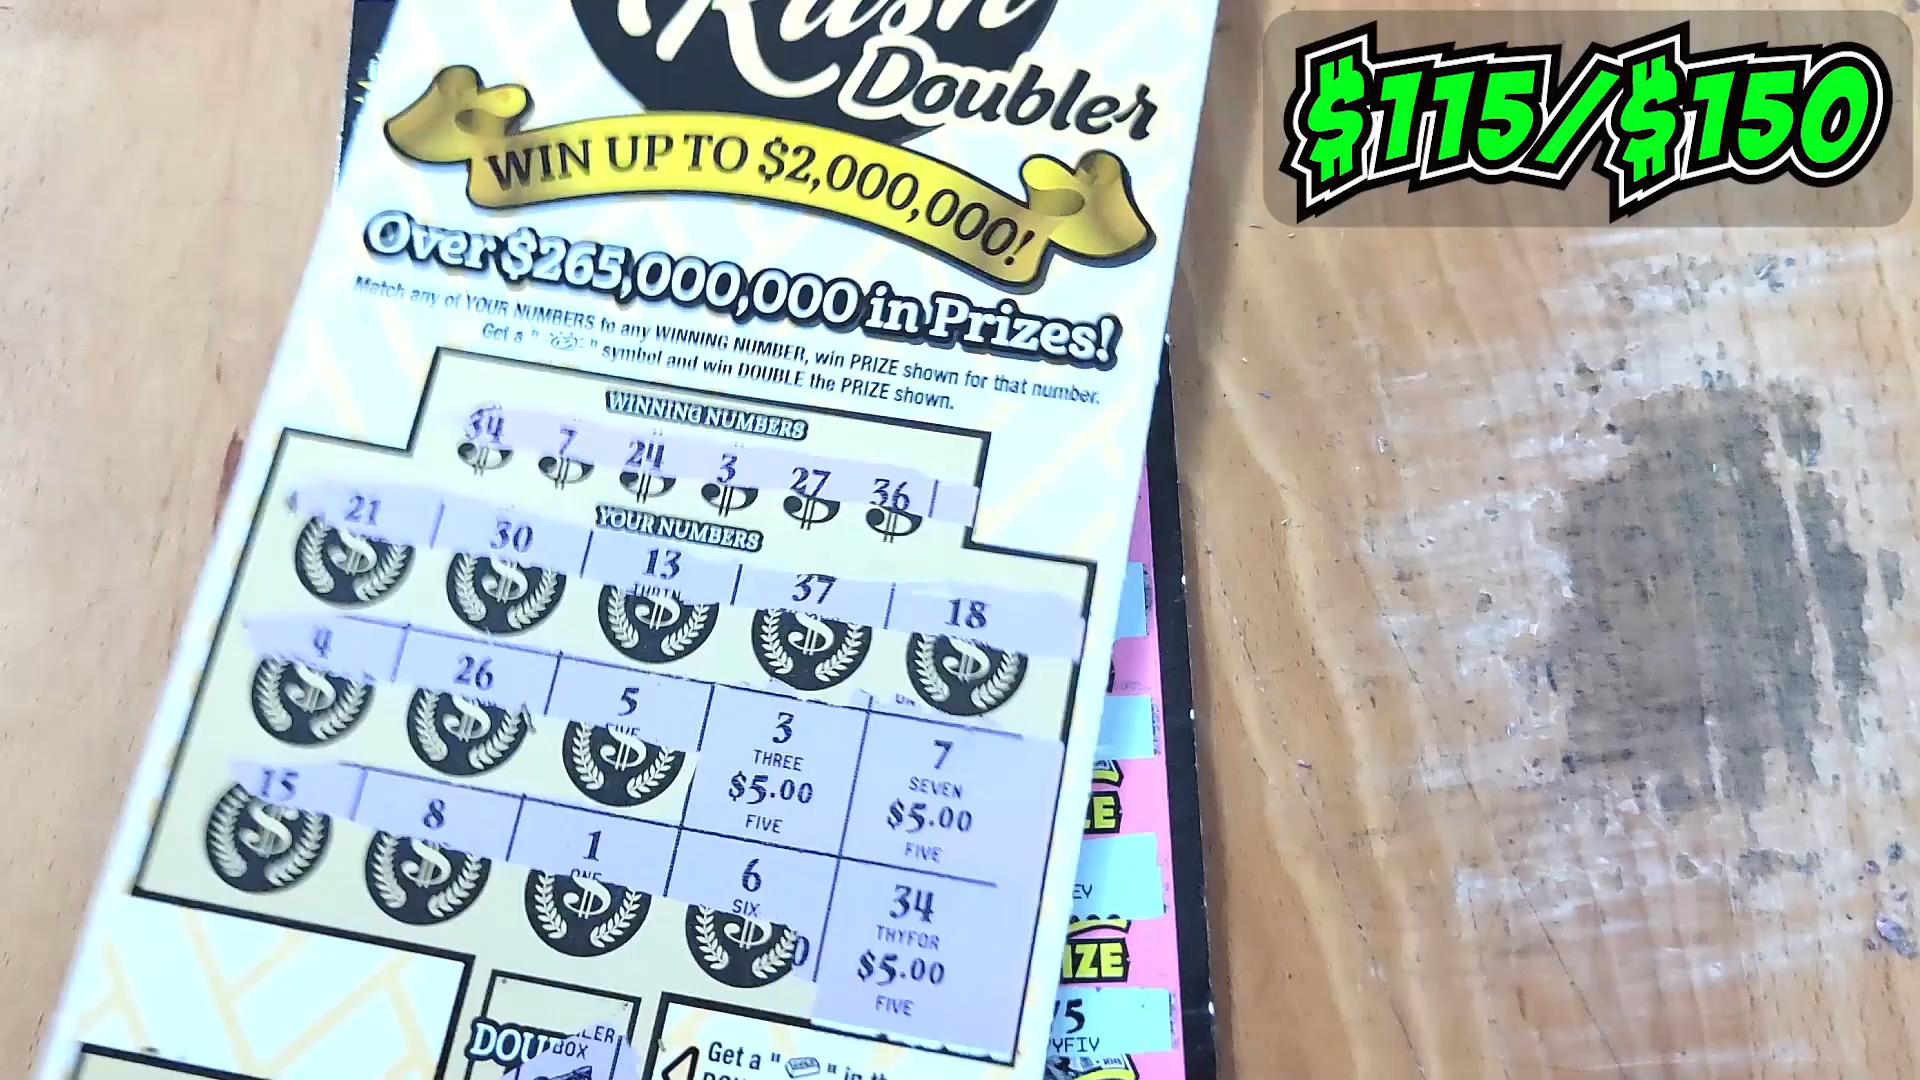 Rush
Doubler
$115/$150
WIN UP TO $2,000,000!
Over $265,000,000 in Prizes!
Match any of YOUR NUMBERS to any WINNING NUMBER, win PRIZE shown for that number.
Get a " " symbol and win DOUBLE the PRIZE shown.
WINNING NUMBERS
34 7 24 3 27 36
YOUR NUMBERS
21 30 13 37 18
4 26 5 3 7
THREE SEVEN
$5.00 $5.00
FIVE FIVE
15 8 1 6 34
ONE SIX THYFOR
$5.00
FIVE
Get a " " in